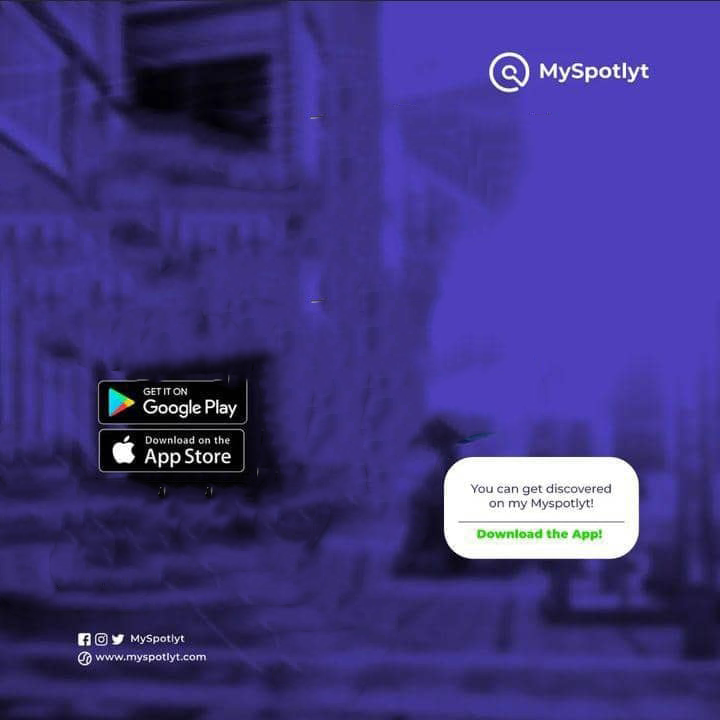 MySpotlyt
GET IT ON
Google Play
Download on the
App Store
You can get discovered
on my Myspotlyt!
Download the App!
MySpotlyt
www.myspotlyt.com